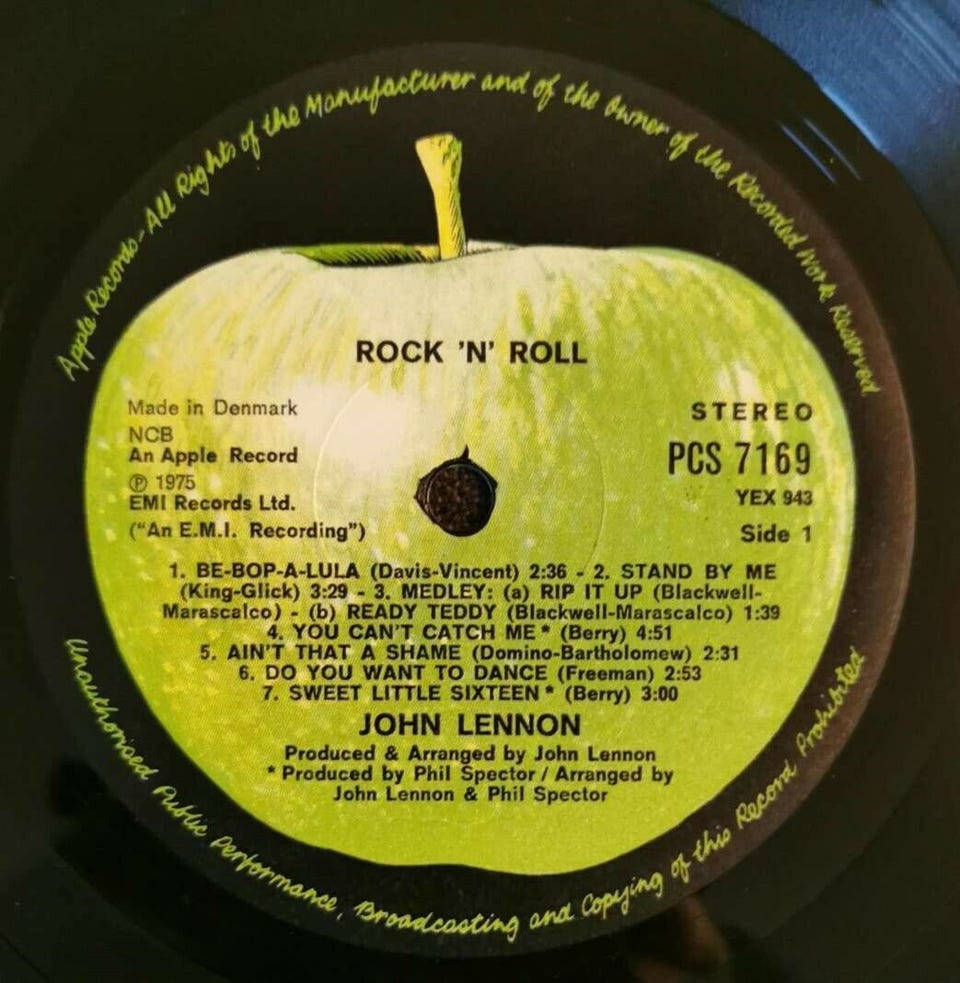 Apple Records - All Rights of the Manufacturer and of the Owner of the Recorded Work Reserved
ROCK 'N' ROLL
Made in Denmark
NCB
An Apple Record
℗ 1975
EMI Records Ltd.
("An E.M.I. Recording")
STEREO
PCS 7169
YEX 943
Side 1
1. BE-BOP-A-LULA (Davis-Vincent) 2:36 - 2. STAND BY ME
(King-Glick) 3:29 - 3. MEDLEY: (a) RIP IT UP (Blackwell-
Marascalco) - (b) READY TEDDY (Blackwell-Marascalco) 1:39
4. YOU CAN'T CATCH ME* (Berry) 4:51
5. AIN'T THAT A SHAME (Domino-Bartholomew) 2:31
6. DO YOU WANT TO DANCE (Freeman) 2:53
7. SWEET LITTLE SIXTEEN* (Berry) 3:00
JOHN LENNON
Produced & Arranged by John Lennon
* Produced by Phil Spector / Arranged by
John Lennon & Phil Spector
Unauthorised Public Performance, Broadcasting and Copying of this Record Prohibited